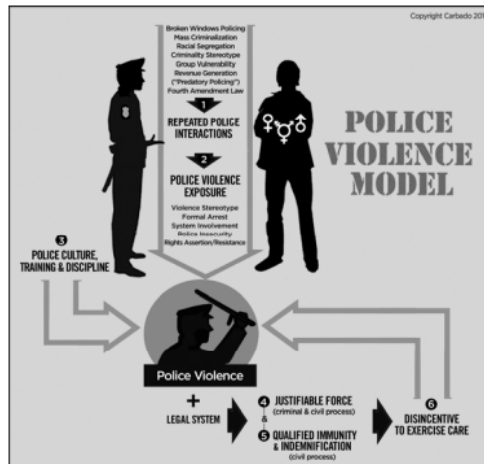 Copyright Carbado 201
Broken Windows Policing
Mass Criminalization
Racial Segregation
Criminality Stereotype
Group Vulnerability
Revenue Generation
("Predatory Policing")
Fourth Amendment Law
1
REPEATED POLICE
INTERACTIONS
2
POLICE VIOLENCE
EXPOSURE
Violence Stereotype
Formal Arrest
System Involvement
Police Insecurity
Rights Assertion/Resistance
POLICE
VIOLENCE
MODEL
3
POLICE CULTURE,
TRAINING & DISCIPLINE
Police Violence
+
LEGAL SYSTEM
4 JUSTIFIABLE FORCE
(criminal & civil process)
&
5 QUALIFIED IMMUNITY
& INDEMNIFICATION
(civil process)
6
DISINCENTIVE
TO EXERCISE CARE